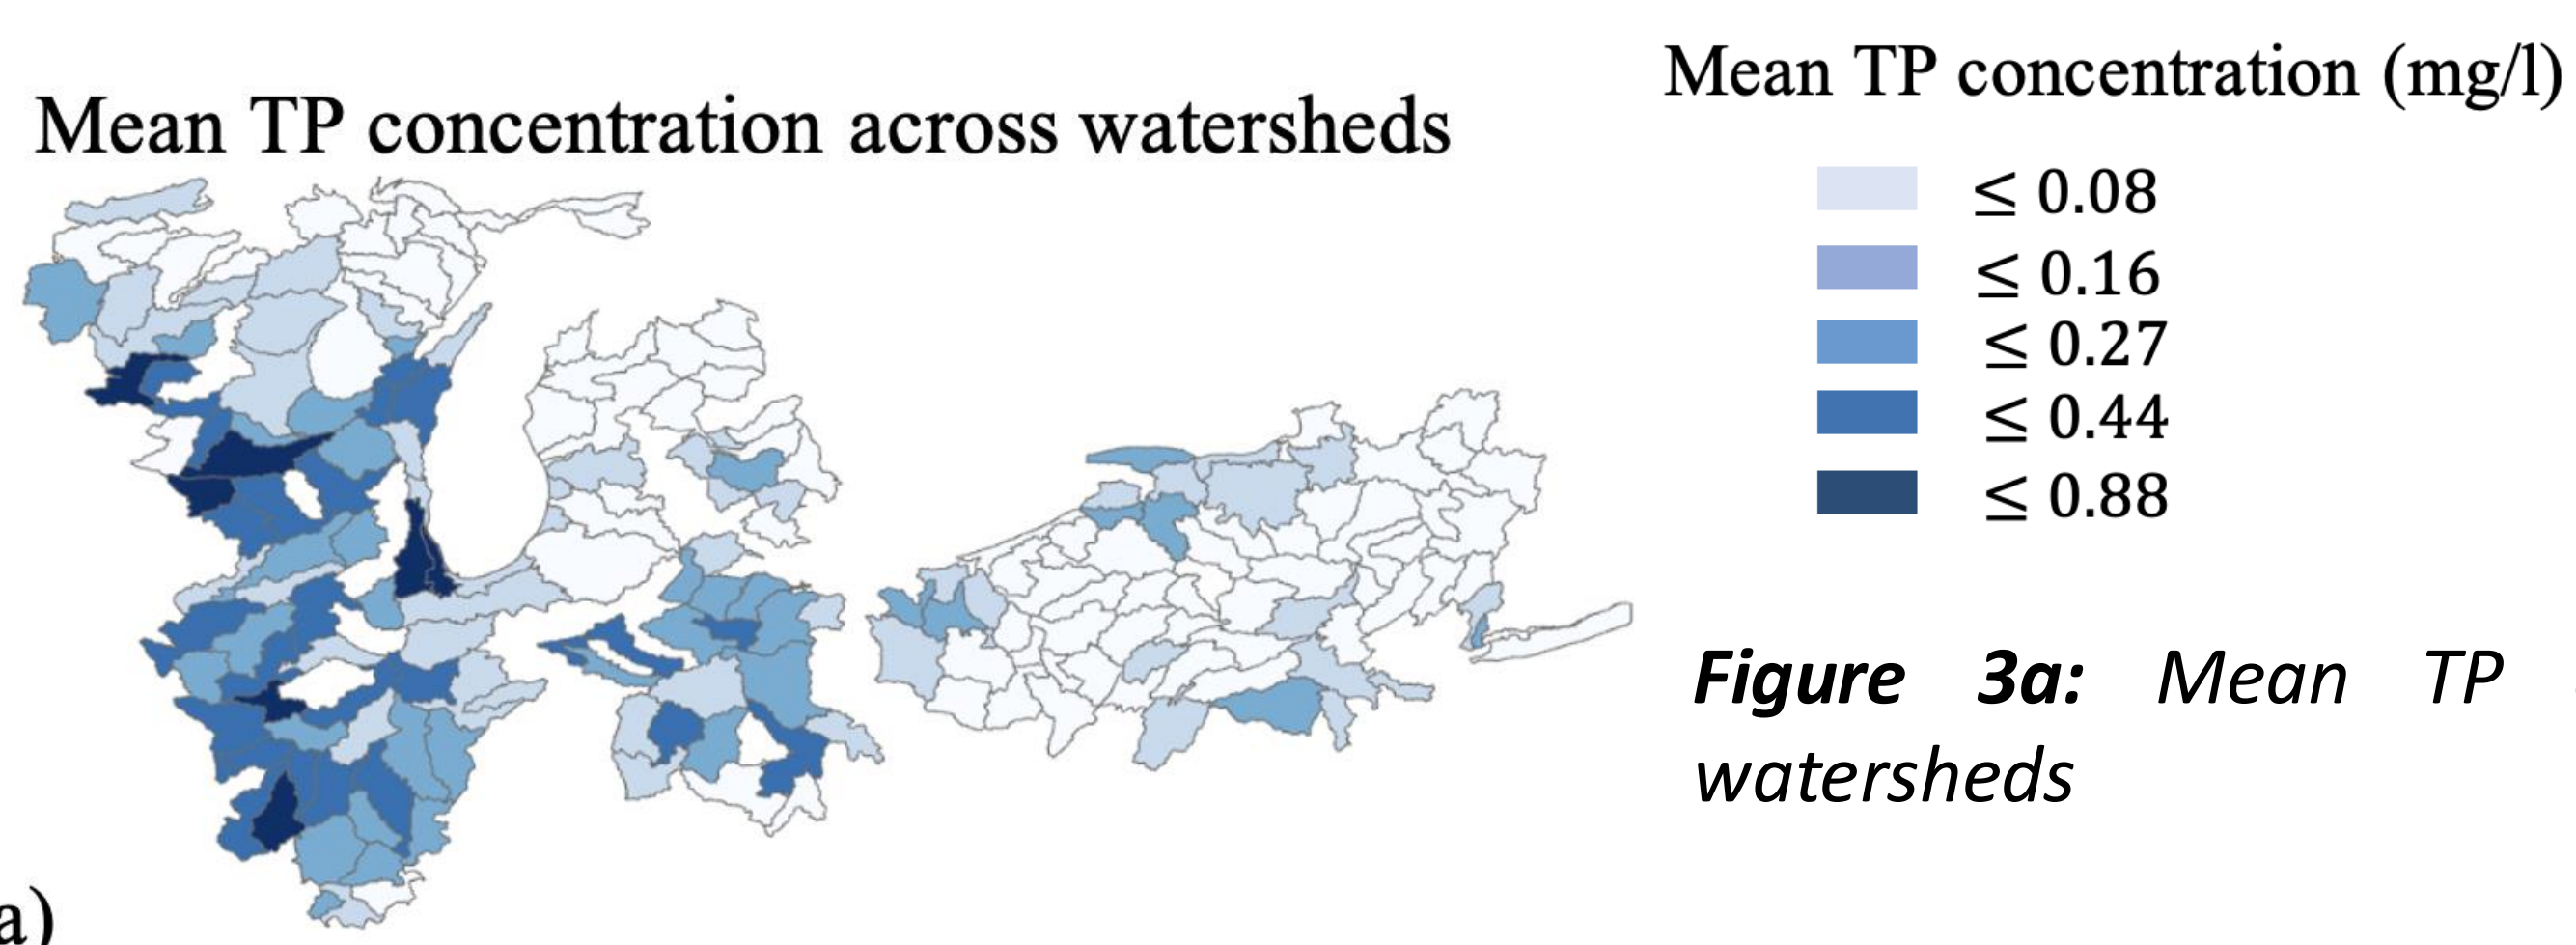 Mean TP concentration across watersheds
Mean TP concentration (mg/l)
≤ 0.08
≤ 0.16
≤ 0.27
≤ 0.44
≤ 0.88
Figure 3a: Mean TP
watersheds
a)